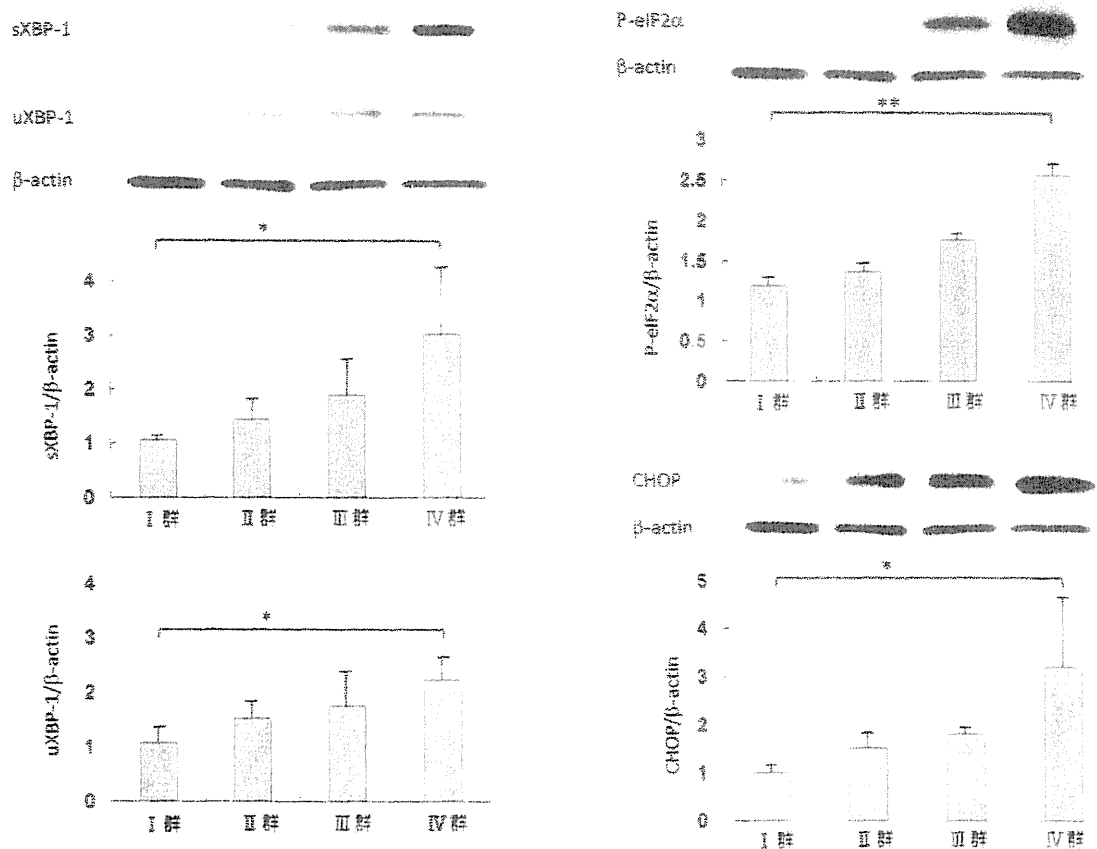 sXBP-1
uXBP-1
β-actin
*
sXBP-1/β-actin
4
3
2
1
0
I 群 II 群 III 群 IV 群
*
uXBP-1/β-actin
4
3
2
1
0
I 群 II 群 III 群 IV 群
P-eIF2α
β-actin
**
P-eIF2α/β-actin
3
2.5
2
1.5
1
0.5
0
I 群 II 群 III 群 IV 群
CHOP
β-actin
*
CHOP/β-actin
5
4
3
2
1
0
I 群 II 群 III 群 IV 群